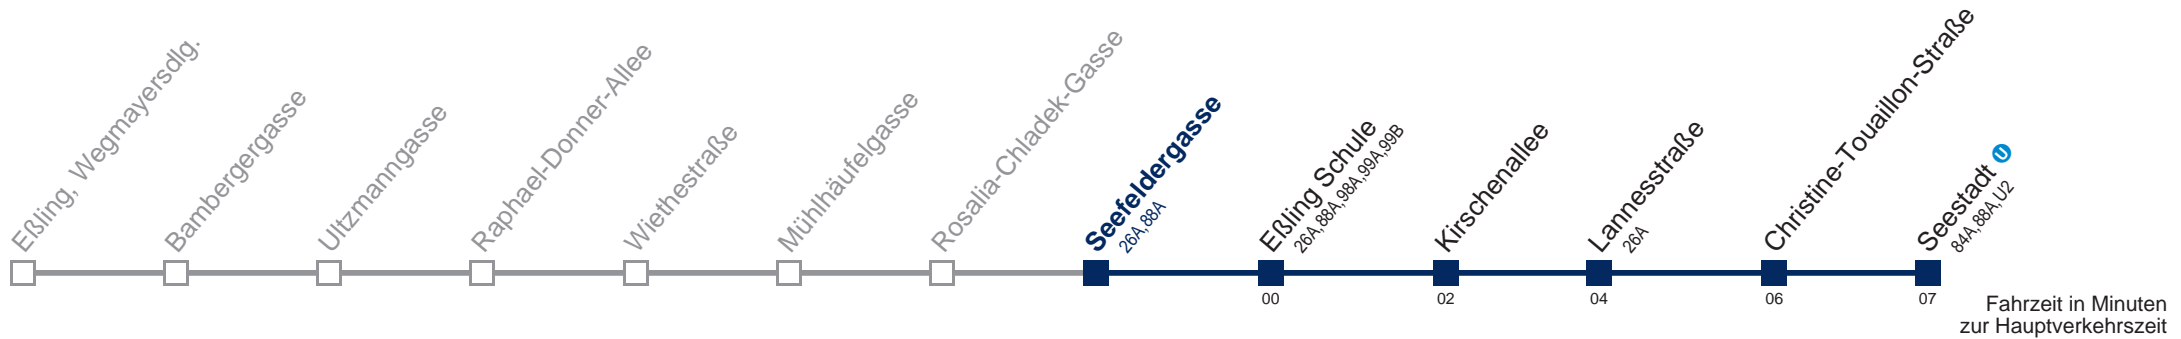 Eßling, Wegmayersdlg.
Bambergergasse
Ultzmanngasse
Raphael-Donner-Allee
Wiethestraße
Mühlhäufelgasse
Rosalia-Chladek-Gasse
Seefeldergasse
26A,88A
Eßling Schule
26A,88A,98A,99A,99B
Kirschenallee
Lannesstraße
26A
Christine-Touaillon-Straße
Seestadt U
84A,88A,U2
00
02
04
06
07
Fahrzeit in Minuten
zur Hauptverkehrszeit